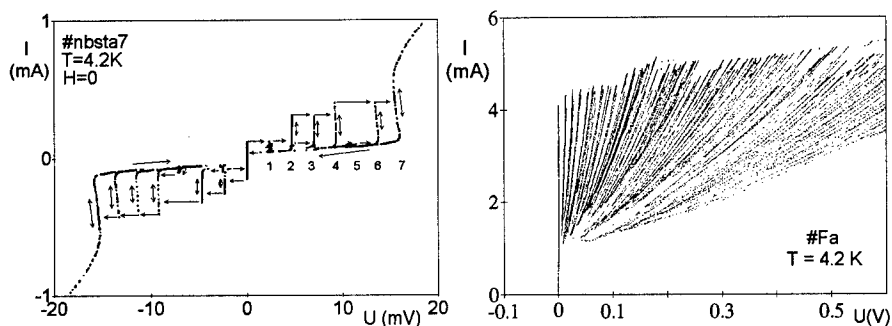 1
I
(mA)
#nbsta7
T=4.2K
H=0
0
1 2 3 4 5 6 7
-1
-20 -10 0 10 U (mV) 20
6
I
(mA)
4
2
#Fa
T = 4.2 K
0
-0.1 0 0.1 0.3 0.5 U(V)